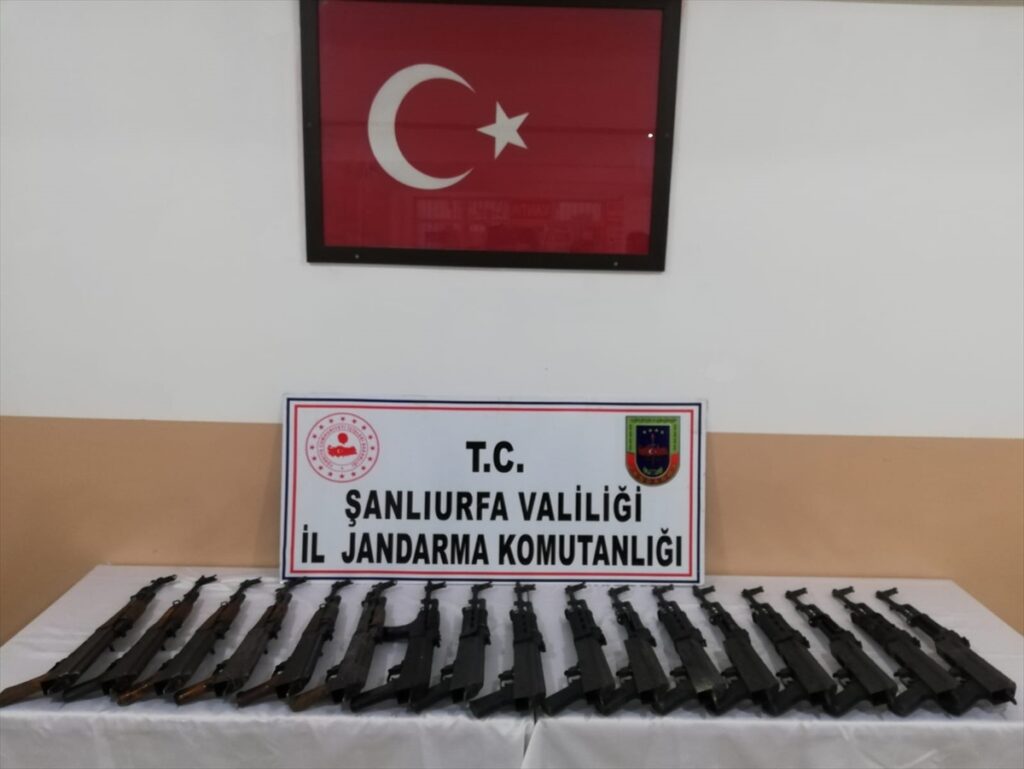 T.C.
ŞANLIURFA VALİLİĞİ
İL JANDARMA KOMUTANLIĞI